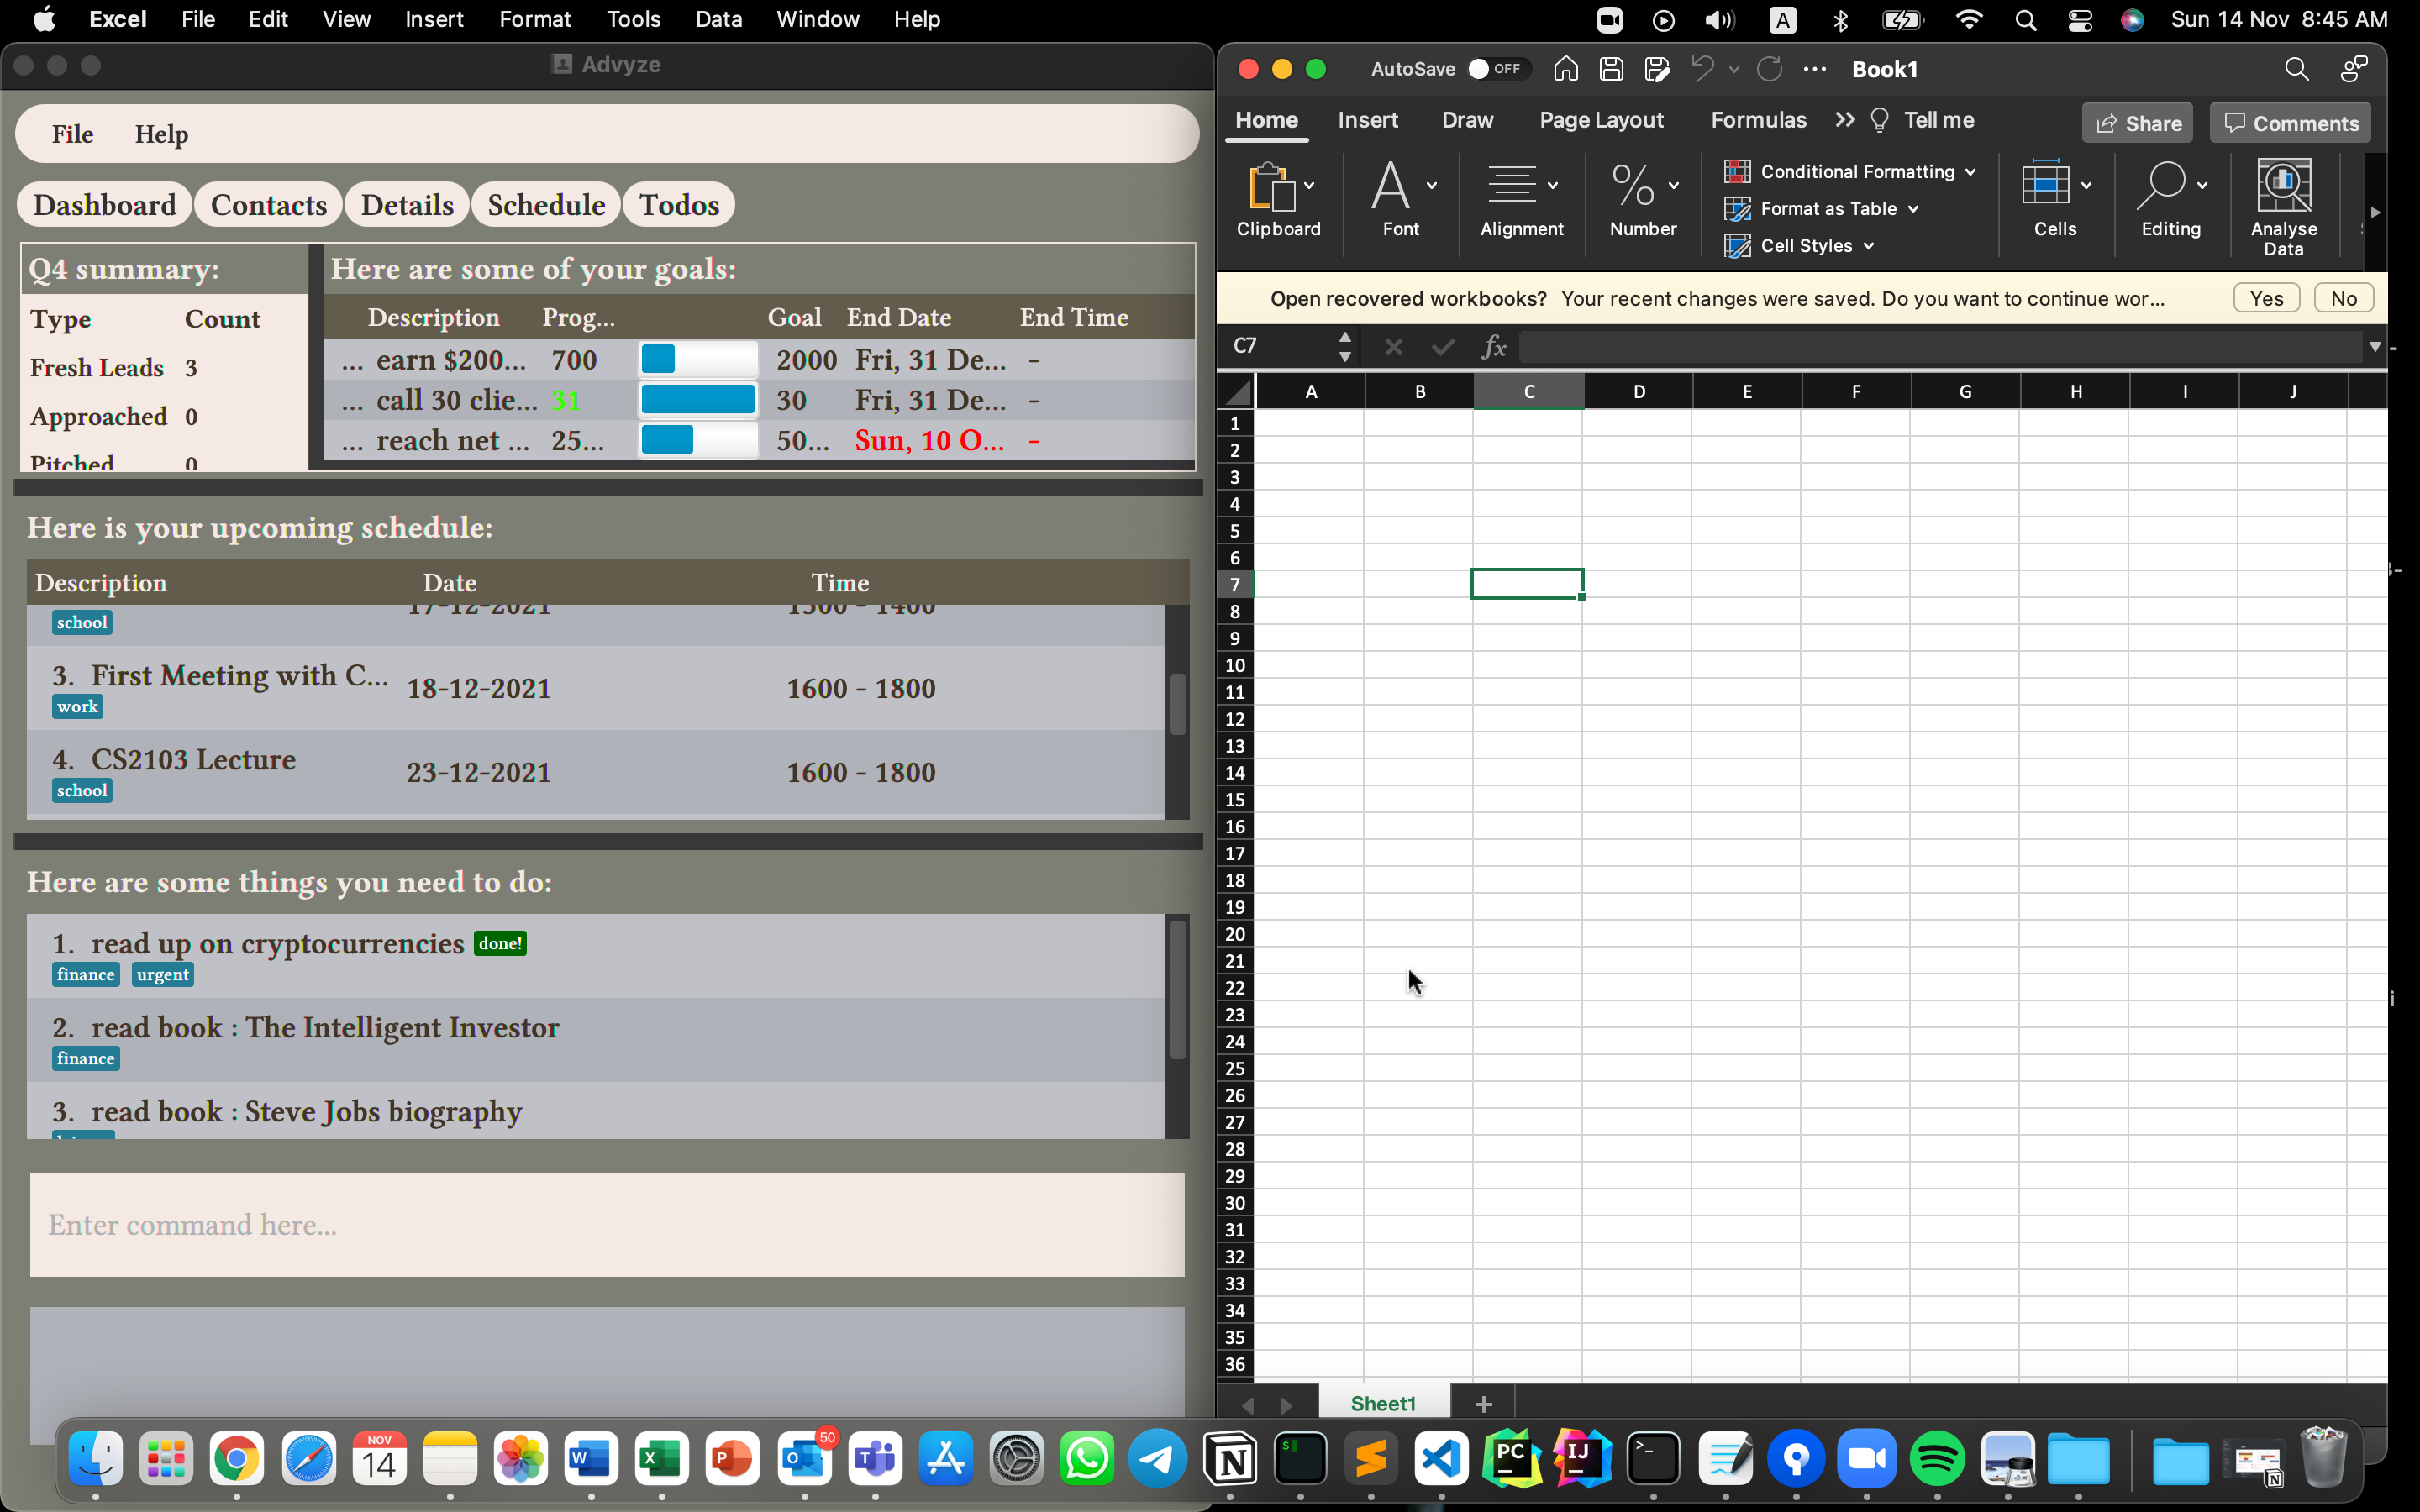 Excel File Edit View Insert Format Tools Data Window Help
A
Sun 14 Nov 8:45 AM
Advyze
File Help
Dashboard Contacts Details Schedule Todos
Q4 summary:
Type Count
Fresh Leads 3
Approached 0
Pitched 0
Here are some of your goals:
Description Prog... Goal End Date End Time
... earn $200... 700 2000 Fri, 31 De... -
... call 30 clie... 31 30 Fri, 31 De... -
... reach net ... 25... 50... Sun, 10 O... -
Here is your upcoming schedule:
Description Date Time
17-12-2021 1300 - 1400
school
3. First Meeting with C... 18-12-2021 1600 - 1800
work
4. CS2103 Lecture 23-12-2021 1600 - 1800
school
Here are some things you need to do:
1. read up on cryptocurrencies done!
finance urgent
2. read book : The Intelligent Investor
finance
3. read book : Steve Jobs biography
Enter command here...
AutoSave OFF Book1
Home Insert Draw Page Layout Formulas >> Tell me Share Comments
Clipboard Font Alignment Number
Conditional Formatting
Format as Table
Cell Styles
Cells Editing Analyse Data
Open recovered workbooks? Your recent changes were saved. Do you want to continue wor... Yes No
C7 fx
A B C D E F G H I J
1
2
3
4
5
6
7
8
9
10
11
12
13
14
15
16
17
18
19
20
21
22
23
24
25
26
27
28
29
30
31
32
33
34
35
36
Sheet1 +
NOV
14
W X P O 50 T N $ PC IJ >_ N